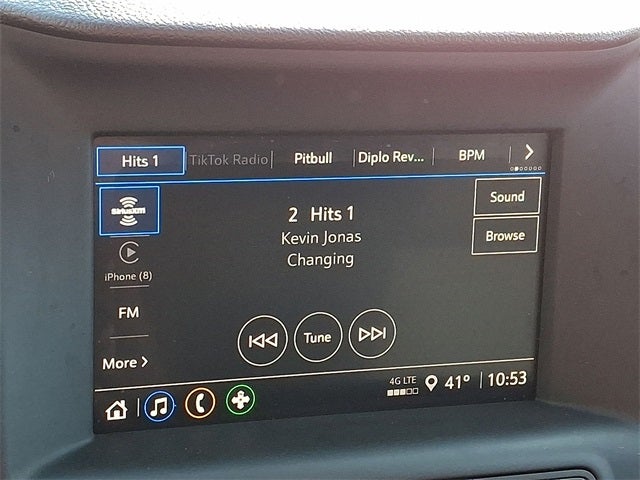 Hits 1 TikTok Radio Pitbull Diplo Rev... BPM
SiriusXM
2 Hits 1
Kevin Jonas
Changing
Sound
Browse
iPhone (8)
FM
More
Tune
4G LTE
41° 10:53